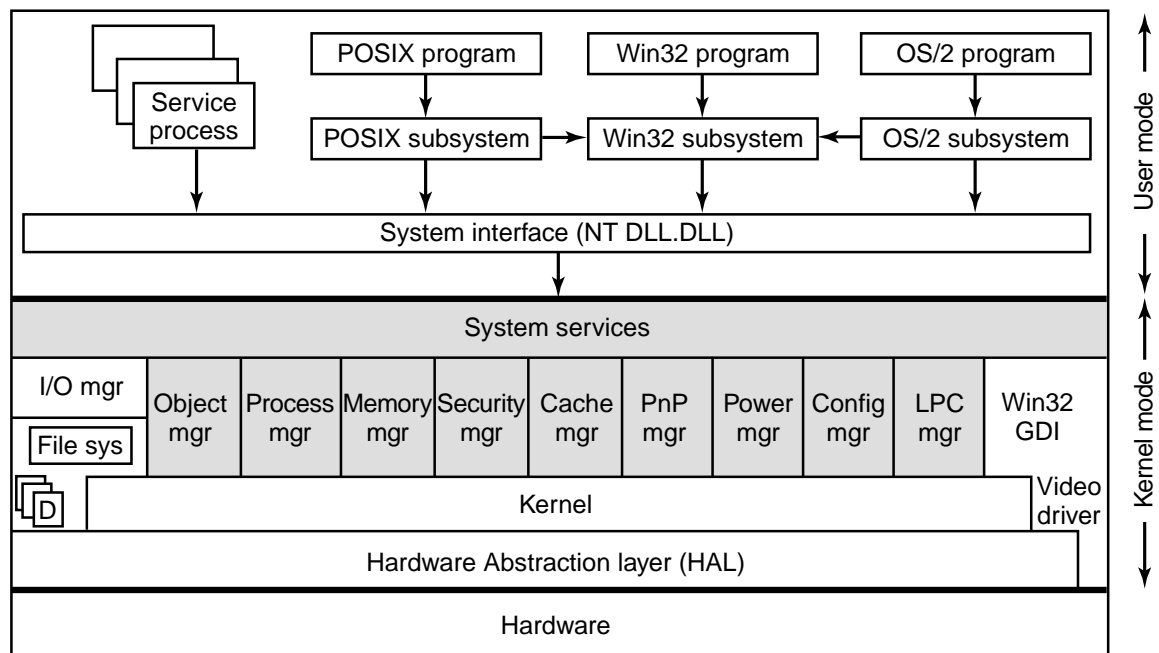 POSIX program
Win32 program
OS/2 program
Service
process
POSIX subsystem
Win32 subsystem
OS/2 subsystem
System interface (NT DLL.DLL)
User mode
System services
I/O mgr
File sys
D
Object
mgr
Process
mgr
Memory
mgr
Security
mgr
Cache
mgr
PnP
mgr
Power
mgr
Config
mgr
LPC
mgr
Win32
GDI
Kernel
Video
driver
Hardware Abstraction layer (HAL)
Kernel mode
Hardware